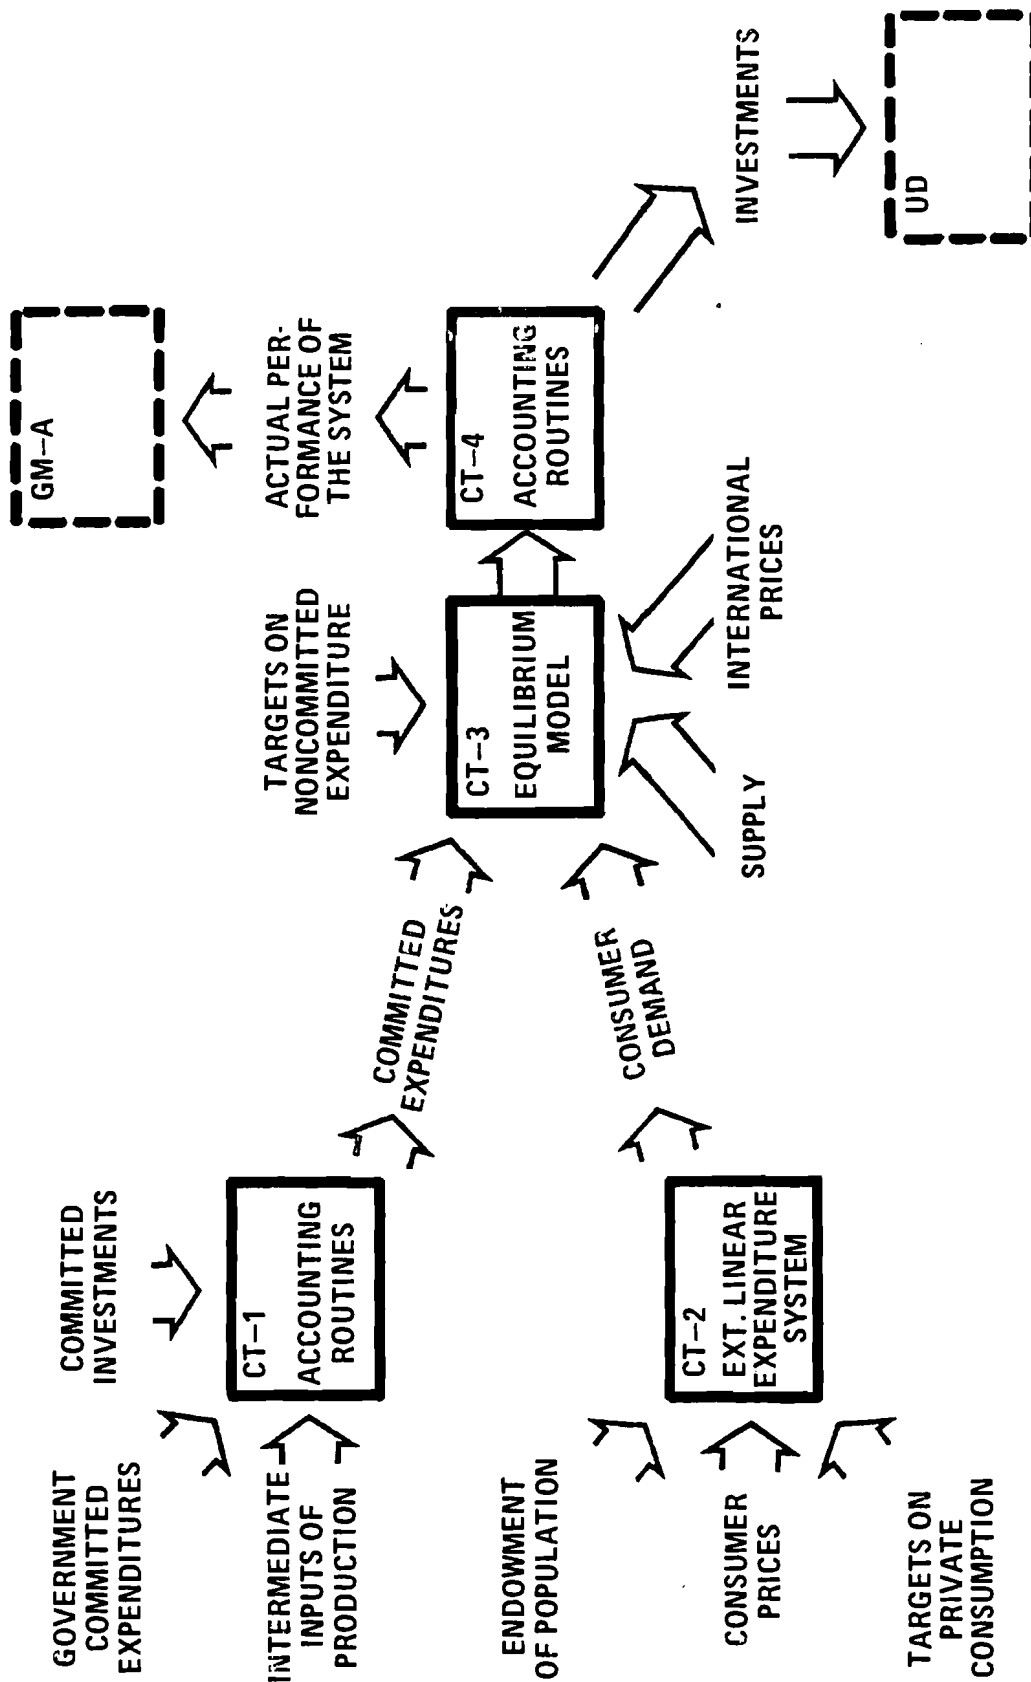 GOVERNMENT
COMMITTED
EXPENDITURES
COMMITTED
INVESTMENTS
INTERMEDIATE
INPUTS OF
PRODUCTION
CT-1
ACCOUNTING
ROUTINES
ENDOWMENT
OF POPULATION
CONSUMER
PRICES
TARGETS ON
PRIVATE
CONSUMPTION
CT-2
EXT. LINEAR
EXPENDITURE
SYSTEM
COMMITTED
EXPENDITURES
CONSUMER
DEMAND
TARGETS ON
NONCOMMITTED
EXPENDITURE
CT-3
EQUILIBRIUM
MODEL
SUPPLY
INTERNATIONAL
PRICES
GM-A
ACTUAL PER-
FORMANCE OF
THE SYSTEM
CT-4
ACCOUNTING
ROUTINES
INVESTMENTS
UD